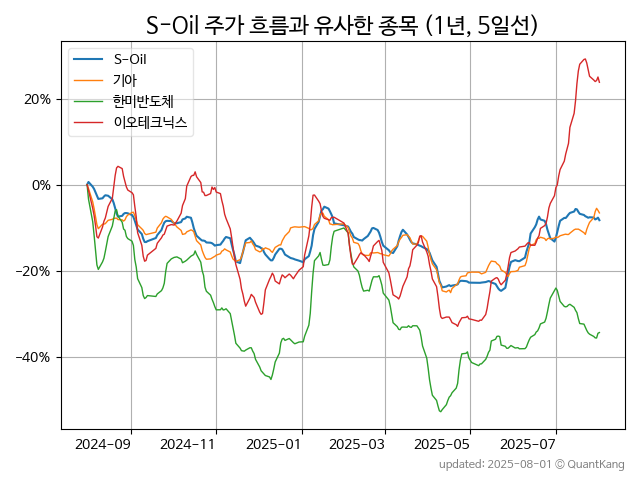 S-Oil 주가 흐름과 유사한 종목 (1년, 5일선)
S-Oil
기아
한미반도체
이오테크닉스
20%
0%
−20%
−40%
2024-09 2024-11 2025-01 2025-03 2025-05 2025-07
updated: 2025-08-01 © QuantKang